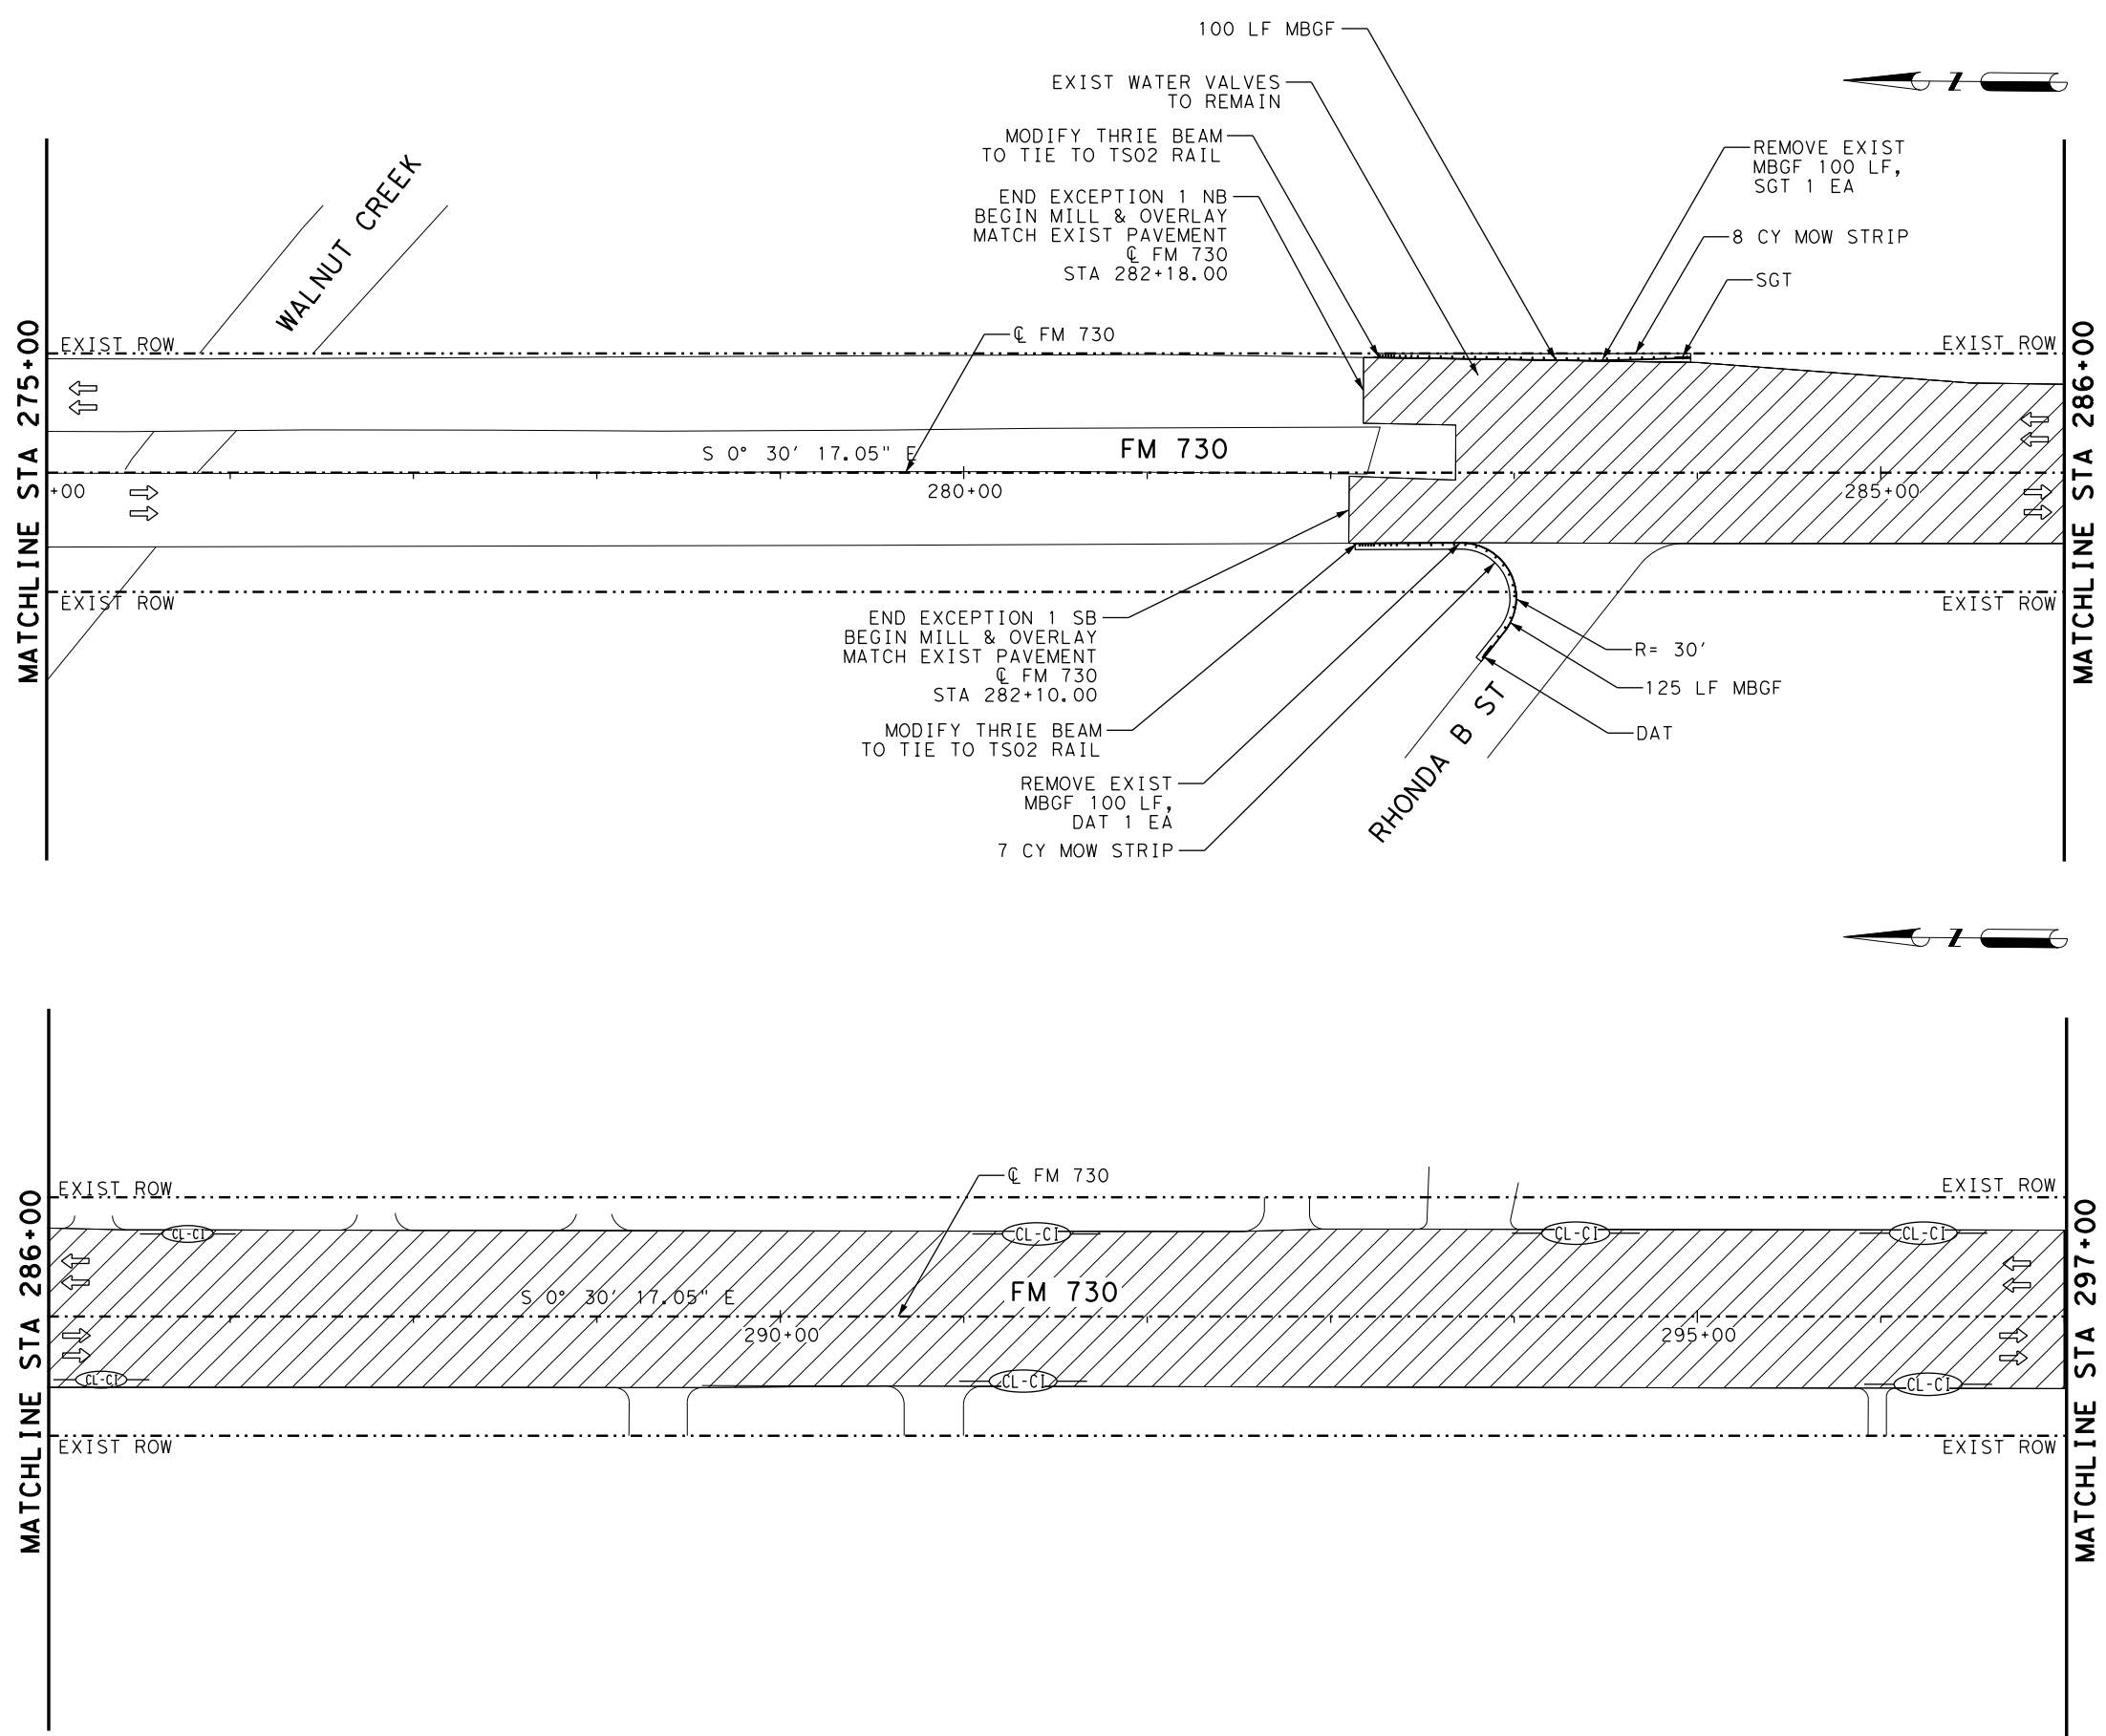 100 LF MBGF
EXIST WATER VALVES
TO REMAIN
MODIFY THRIE BEAM
TO TIE TO TS02 RAIL
END EXCEPTION 1 NB
BEGIN MILL & OVERLAY
MATCH EXIST PAVEMENT
℄ FM 730
STA 282+18.00
Z
REMOVE EXIST
MBGF 100 LF,
SGT 1 EA
8 CY MOW STRIP
SGT
WALNUT CREEK
MATCHLINE STA 275+00
EXIST ROW
℄ FM 730
EXIST ROW
MATCHLINE STA 286+00
S 0° 30' 17.05" E
FM 730
+00
280+00
285+00
EXIST ROW
EXIST ROW
END EXCEPTION 1 SB
BEGIN MILL & OVERLAY
MATCH EXIST PAVEMENT
℄ FM 730
STA 282+10.00
MODIFY THRIE BEAM
TO TIE TO TS02 RAIL
REMOVE EXIST
MBGF 100 LF,
DAT 1 EA
7 CY MOW STRIP
R= 30'
125 LF MBGF
DAT
RHONDA B ST
Z
MATCHLINE STA 286+00
EXIST ROW
℄ FM 730
EXIST ROW
MATCHLINE STA 297+00
CL-CI
CL-CI
CL-CI
CL-CI
S 0° 30' 17.05" E
FM 730
290+00
295+00
CL-CI
CL-CI
CL-CI
EXIST ROW
EXIST ROW